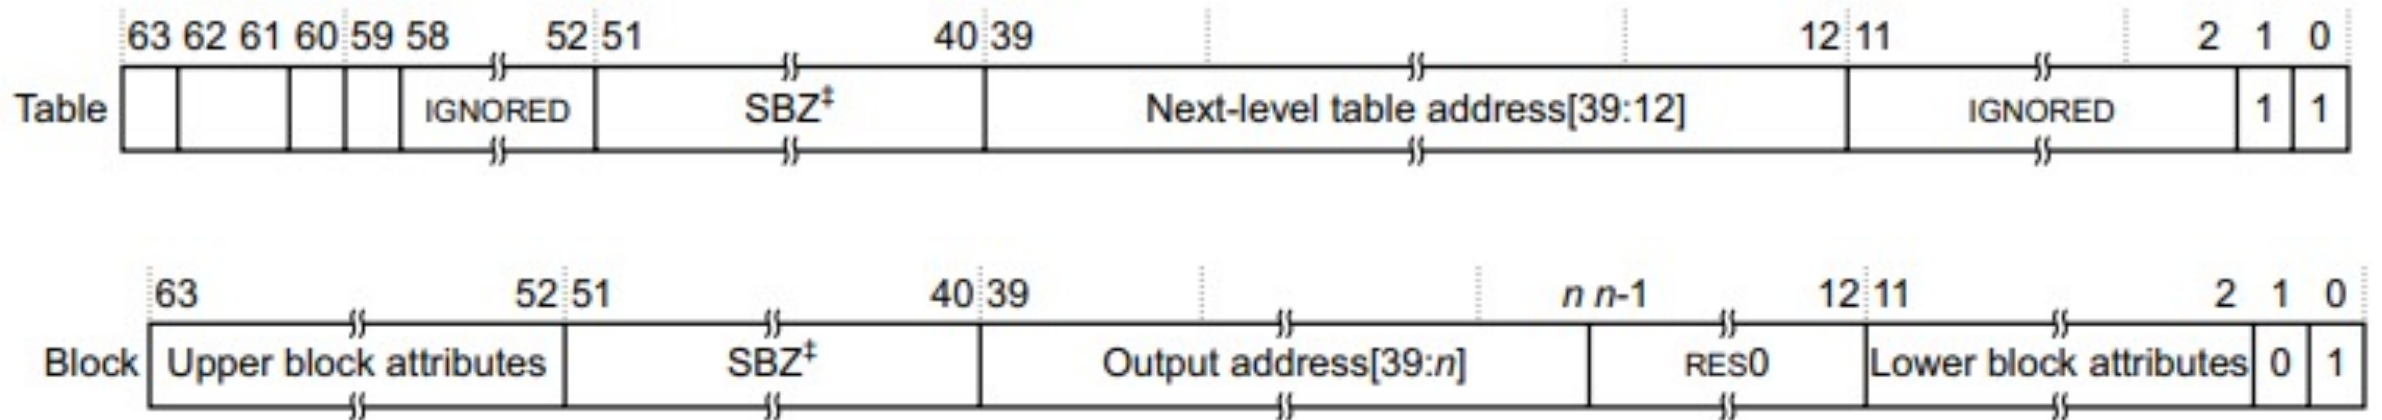 63 62 61 60 59 58 52 51 40 39 12 11 2 1 0
Table IGNORED SBZ‡ Next-level table address[39:12] IGNORED 1 1
63 52 51 40 39 n n-1 12 11 2 1 0
Block Upper block attributes SBZ‡ Output address[39:n] RES0 Lower block attributes 0 1